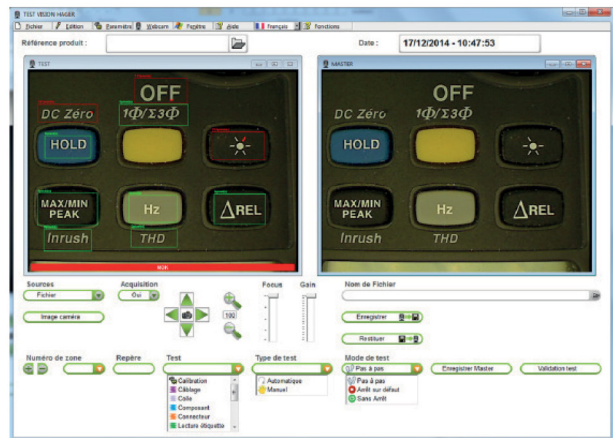 TEST VISION HAGER
Fichier Edition Paramètre Webcam Fenêtre Aide Français Fonctions
Référence produit :
Date : 17/12/2014 - 10:47:53
TEST
MASTER
OFF
DC Zéro 1Φ/Σ3Φ
HOLD
MAX/MIN
PEAK
Hz
ΔREL
Inrush THD
NOK
OFF
DC Zéro 1Φ/Σ3Φ
HOLD
MAX/MIN
PEAK
Hz
ΔREL
Inrush THD
Sources Acquisition Focus Gain Nom de Fichier
Fichier Oui
Image caméra
100
Enregistrer
Restituer
Numéro de zone Repère Test Type de test Mode de test
Pas à pas Enregistrer Master Validation test
Calibration
Câblage
Colle
Composant
Connecteur
Lecture étiquette
Automatique
Manuel
Pas à pas
Arrêt sur défaut
Sans Arrêt